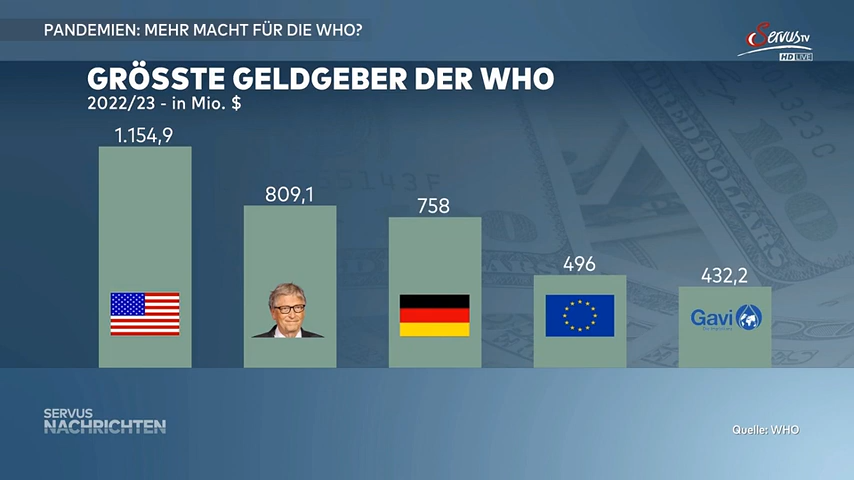 PANDEMIEN: MEHR MACHT FÜR DIE WHO?
SERVUSTV
HD LIVE
GRÖSSTE GELDGEBER DER WHO
2022/23 - in Mio. $
1.154,9
809,1
758
496
432,2
Gavi
SERVUS
NACHRICHTEN
Quelle: WHO